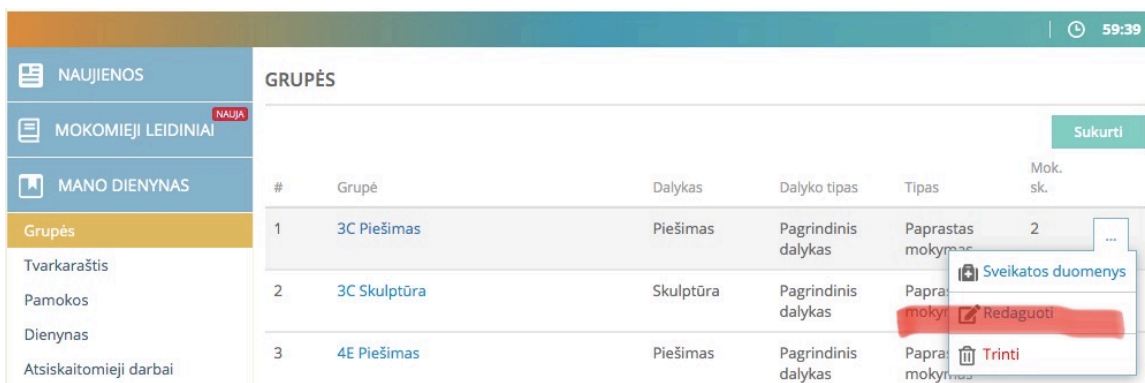 59:39
NAUJIENOS
MOKOMIEJI LEIDINIAI NAUJA
MANO DIENYNAS
Grupės
Tvarkaraštis
Pamokos
Dienynas
Atsiskaitomieji darbai
GRUPĖS
Sukurti
# Grupė Dalykas Dalyko tipas Tipas Mok.
sk.
1 3C Piešimas Piešimas Pagrindinis Paprastas 2 ...
dalykas mokymas
Sveikatos duomenys
2 3C Skulptūra Skulptūra Pagrindinis
dalykas
Redaguoti
3 4E Piešimas Piešimas Pagrindinis
dalykas
Trinti